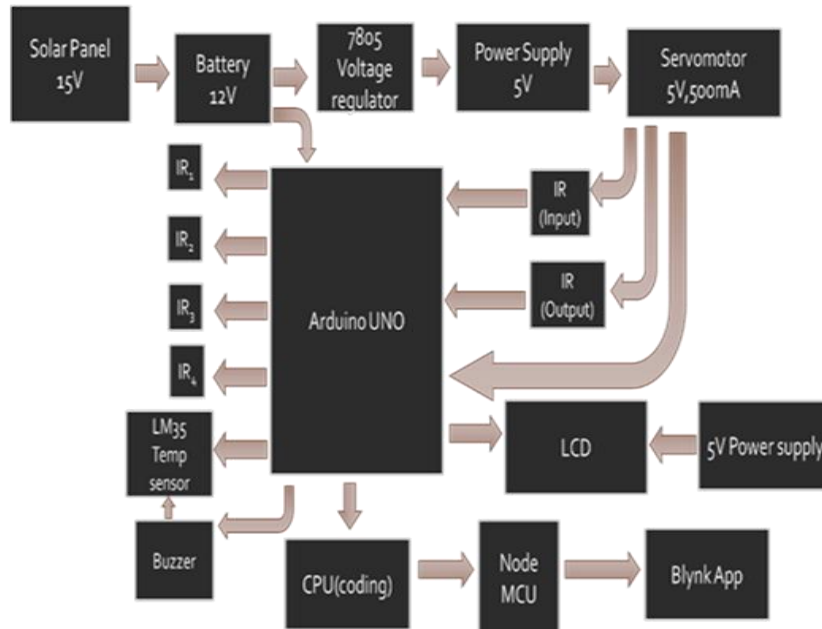 Solar Panel
15V
Battery
12V
7805
Voltage
regulator
Power Supply
5V
Servomotor
5V,500mA
IR₁
IR₂
IR₃
IR₄
Arduino UNO
IR
(Input)
IR
(Output)
LM35
Temp
sensor
LCD
5V Power supply
Buzzer
CPU(coding)
Node
MCU
Blynk App